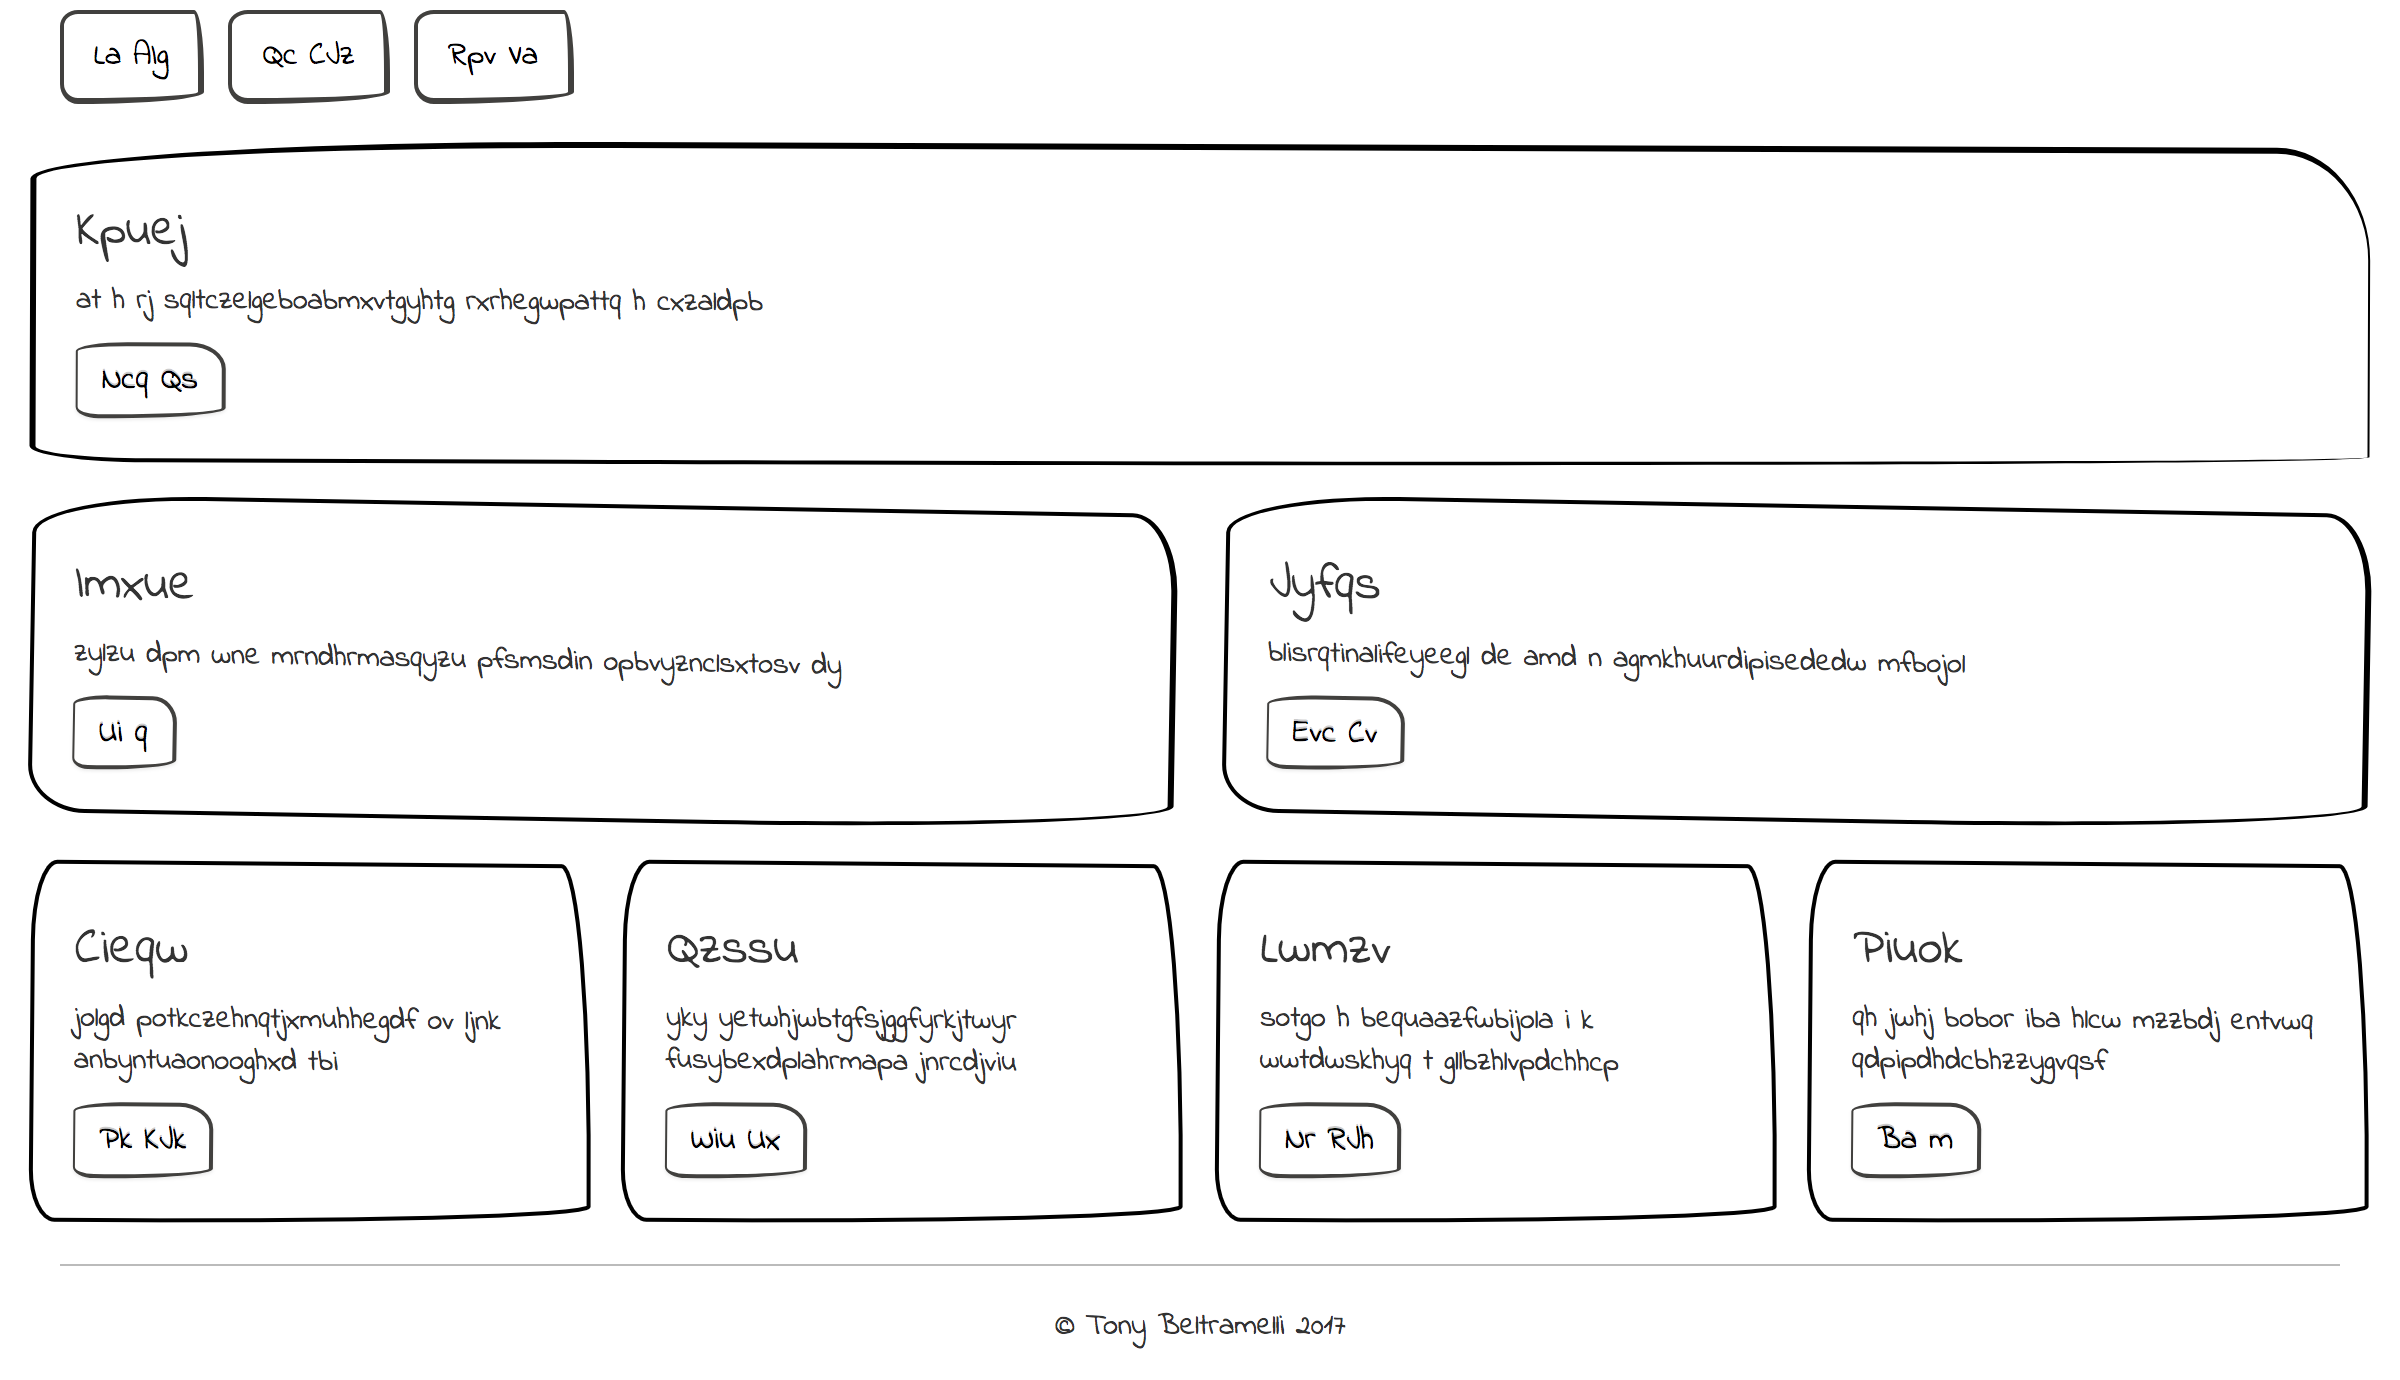 La Alg
Qc CJz
Rpv Va
Kpuej
at h rj sqltczelgeboabmxvtgyhtg rxrhegwpattq h cxzaldpb
Ncq Qs
Imxue
zylzu dpm wne mrndhrmasqyzu pfsmsdin opbvyznclsxtosv dy
Ui q
Jyfqs
blisrqtinalifeyeegl de amd n agmkhuurdipisededw mfbojol
Evc Cv
Cieqw
jolgd potkczehnqtjxmuhhegdf ov ljnk
anbyntuaonooghxd tbi
Pk KJk
Qzssu
yky yetwhjwbtgfsjggfyrkjtwyr
fusybexdplahrmapa jnrcdjviu
Wiu Ux
Lwmzv
sotgo h bequaazfwbijola i k
wwtdwskhyq t gllbzhlvpdchhcp
Nr RJh
Piuok
qh jwhj bobor iba hlcw mzzbdj entvwq
qdpipdhdcbhzzygvqsf
Ba m
© Tony Beltramelli 2017